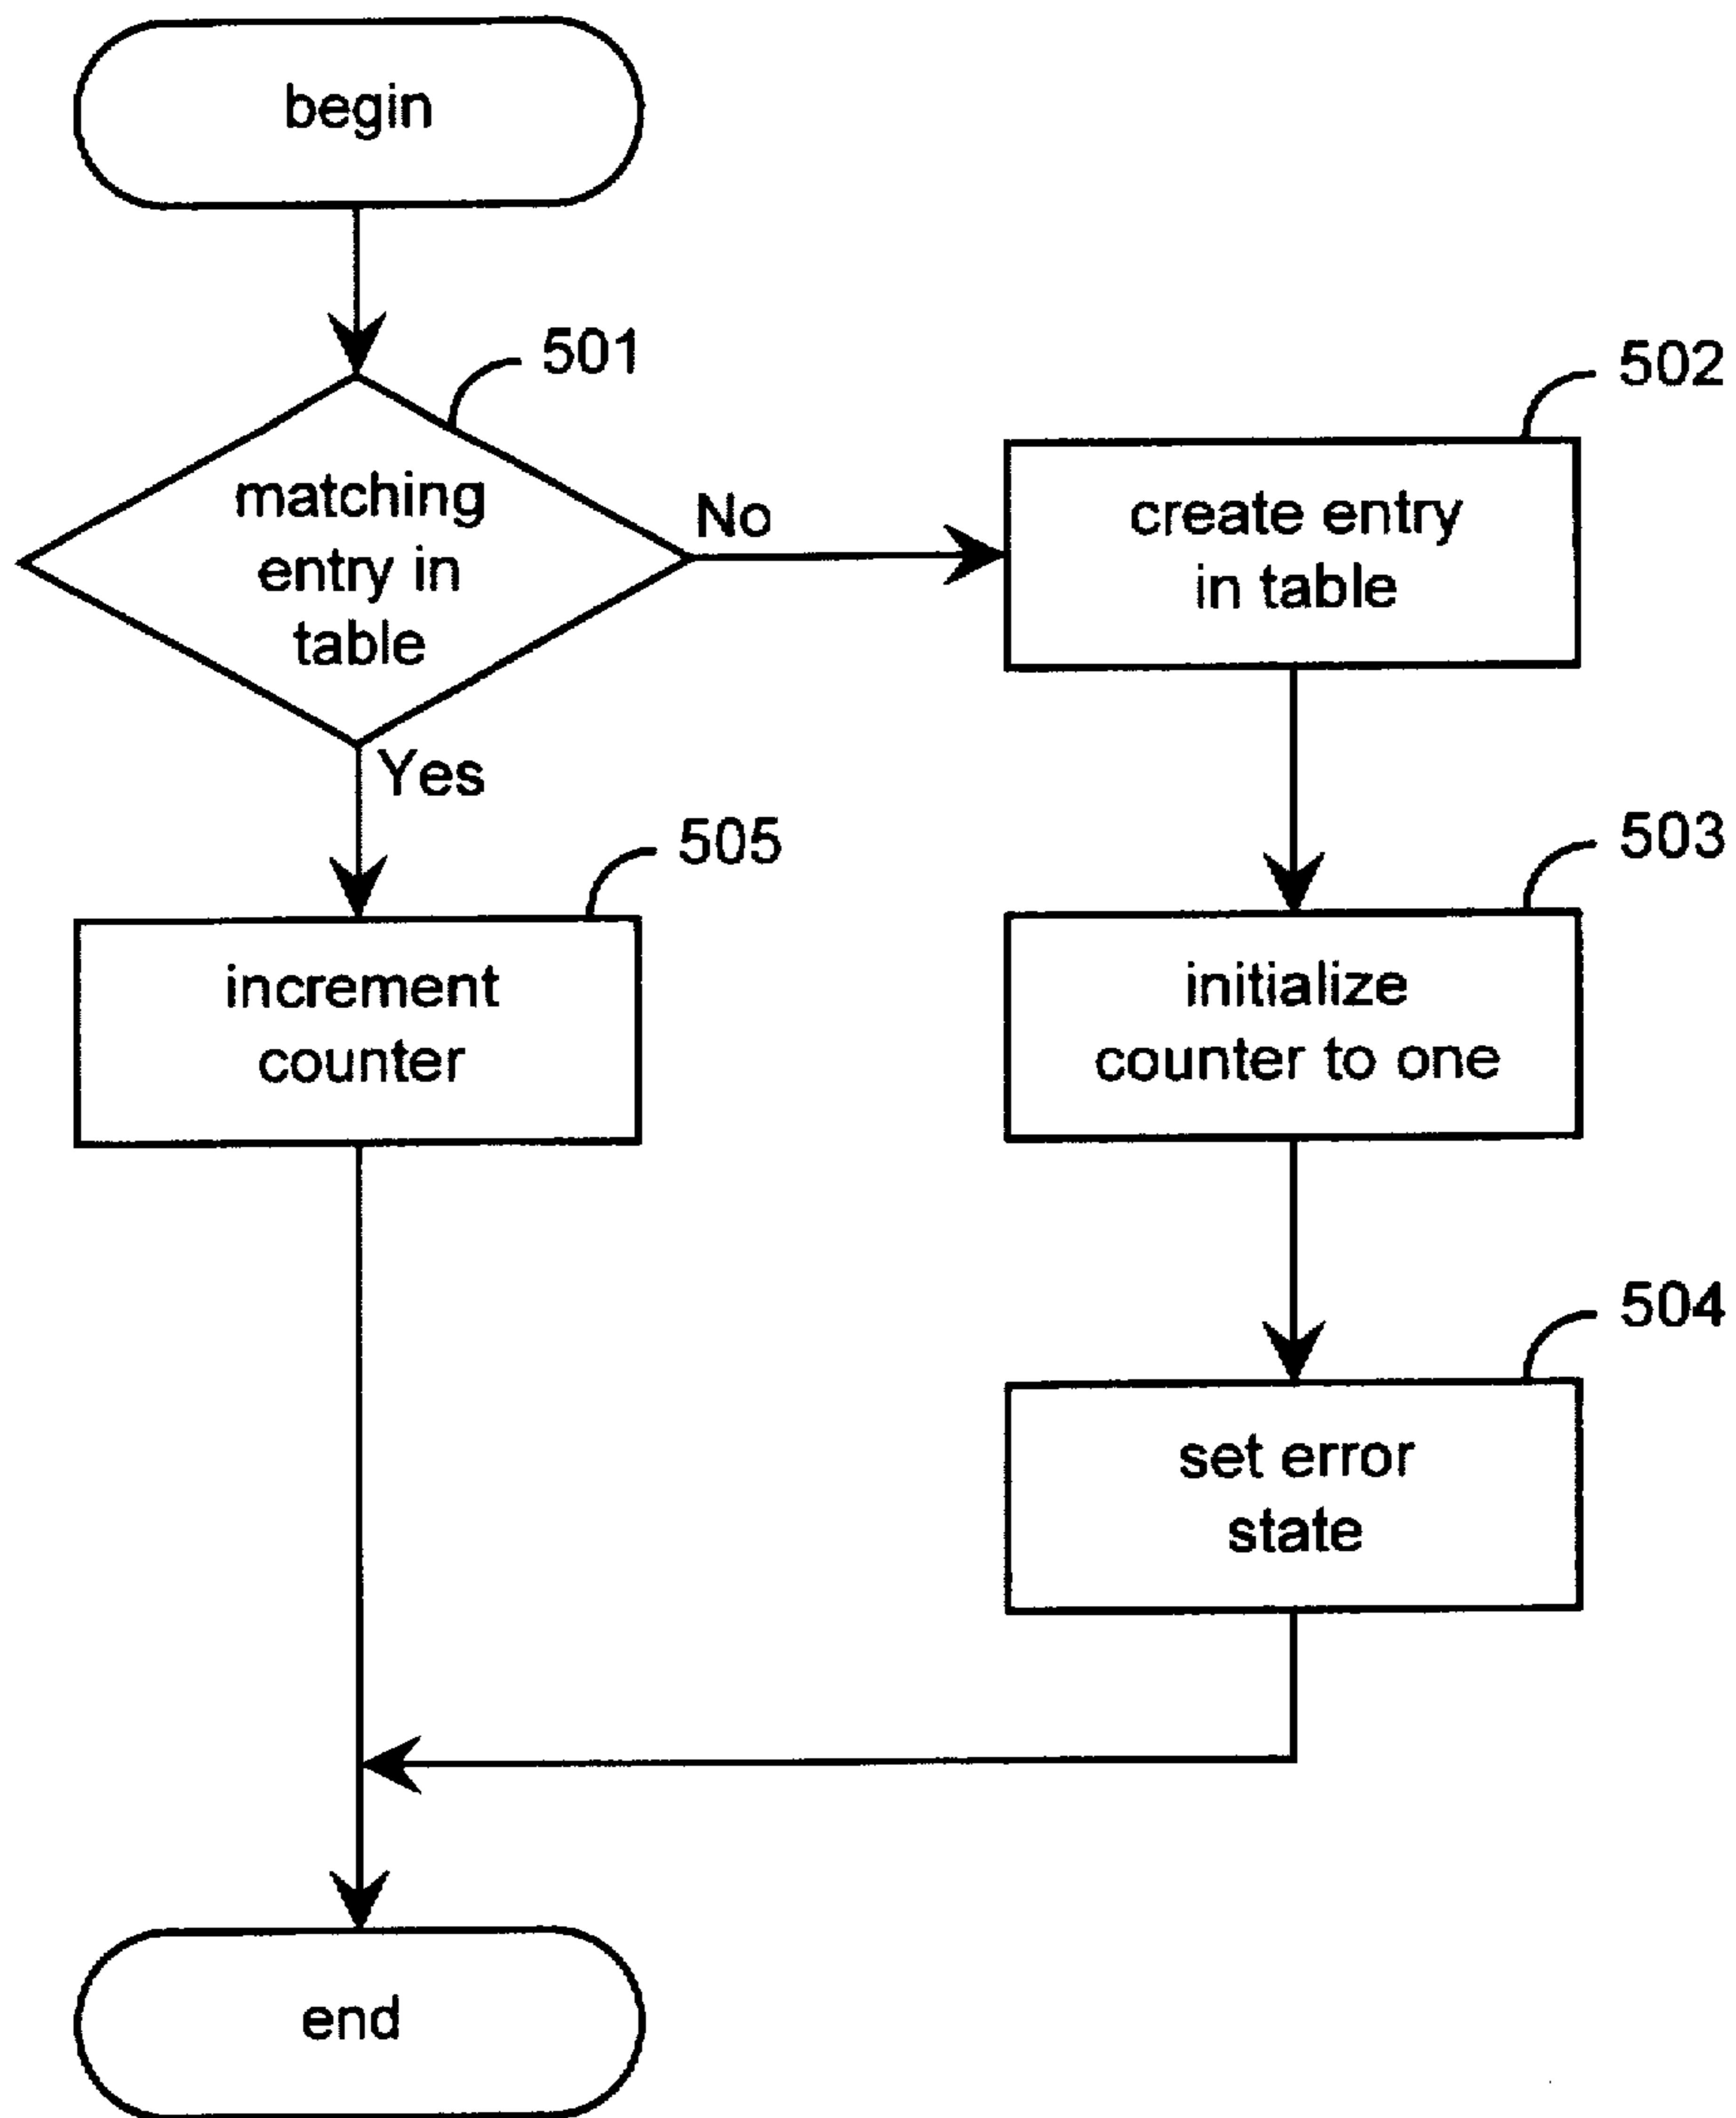 begin
501
matching
entry in
table
No
Yes
502
create entry
in table
503
initialize
counter to one
504
set error
state
505
increment
counter
end